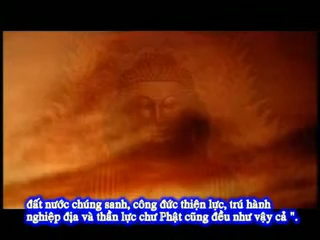 đất nước chúng sanh, công đức thiện lực, trú hành
nghiệp địa và thần lực chư Phật cũng đều như vậy cả ".